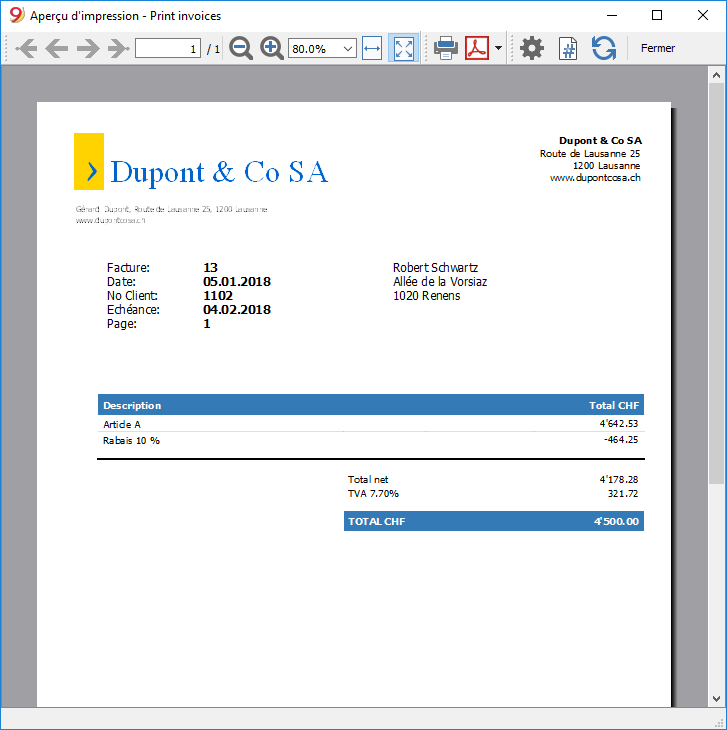 Aperçu d'impression - Print invoices
1 / 1 80.0% Fermer
Dupont & Co SA
Route de Lausanne 25
1200 Lausanne
www.dupontcosa.ch
Dupont & Co SA
Gérard Dupont, Route de Lausanne 25, 1200 Lausanne
www.dupontcosa.ch
Facture: 13
Date: 05.01.2018
No Client: 1102
Echéance: 04.02.2018
Page: 1
Robert Schwartz
Allée de la Vorsiaz
1020 Renens
Description Total CHF
Article A 4'642.53
Rabais 10 % -464.25
Total net 4'178.28
TVA 7.70% 321.72
TOTAL CHF 4'500.00